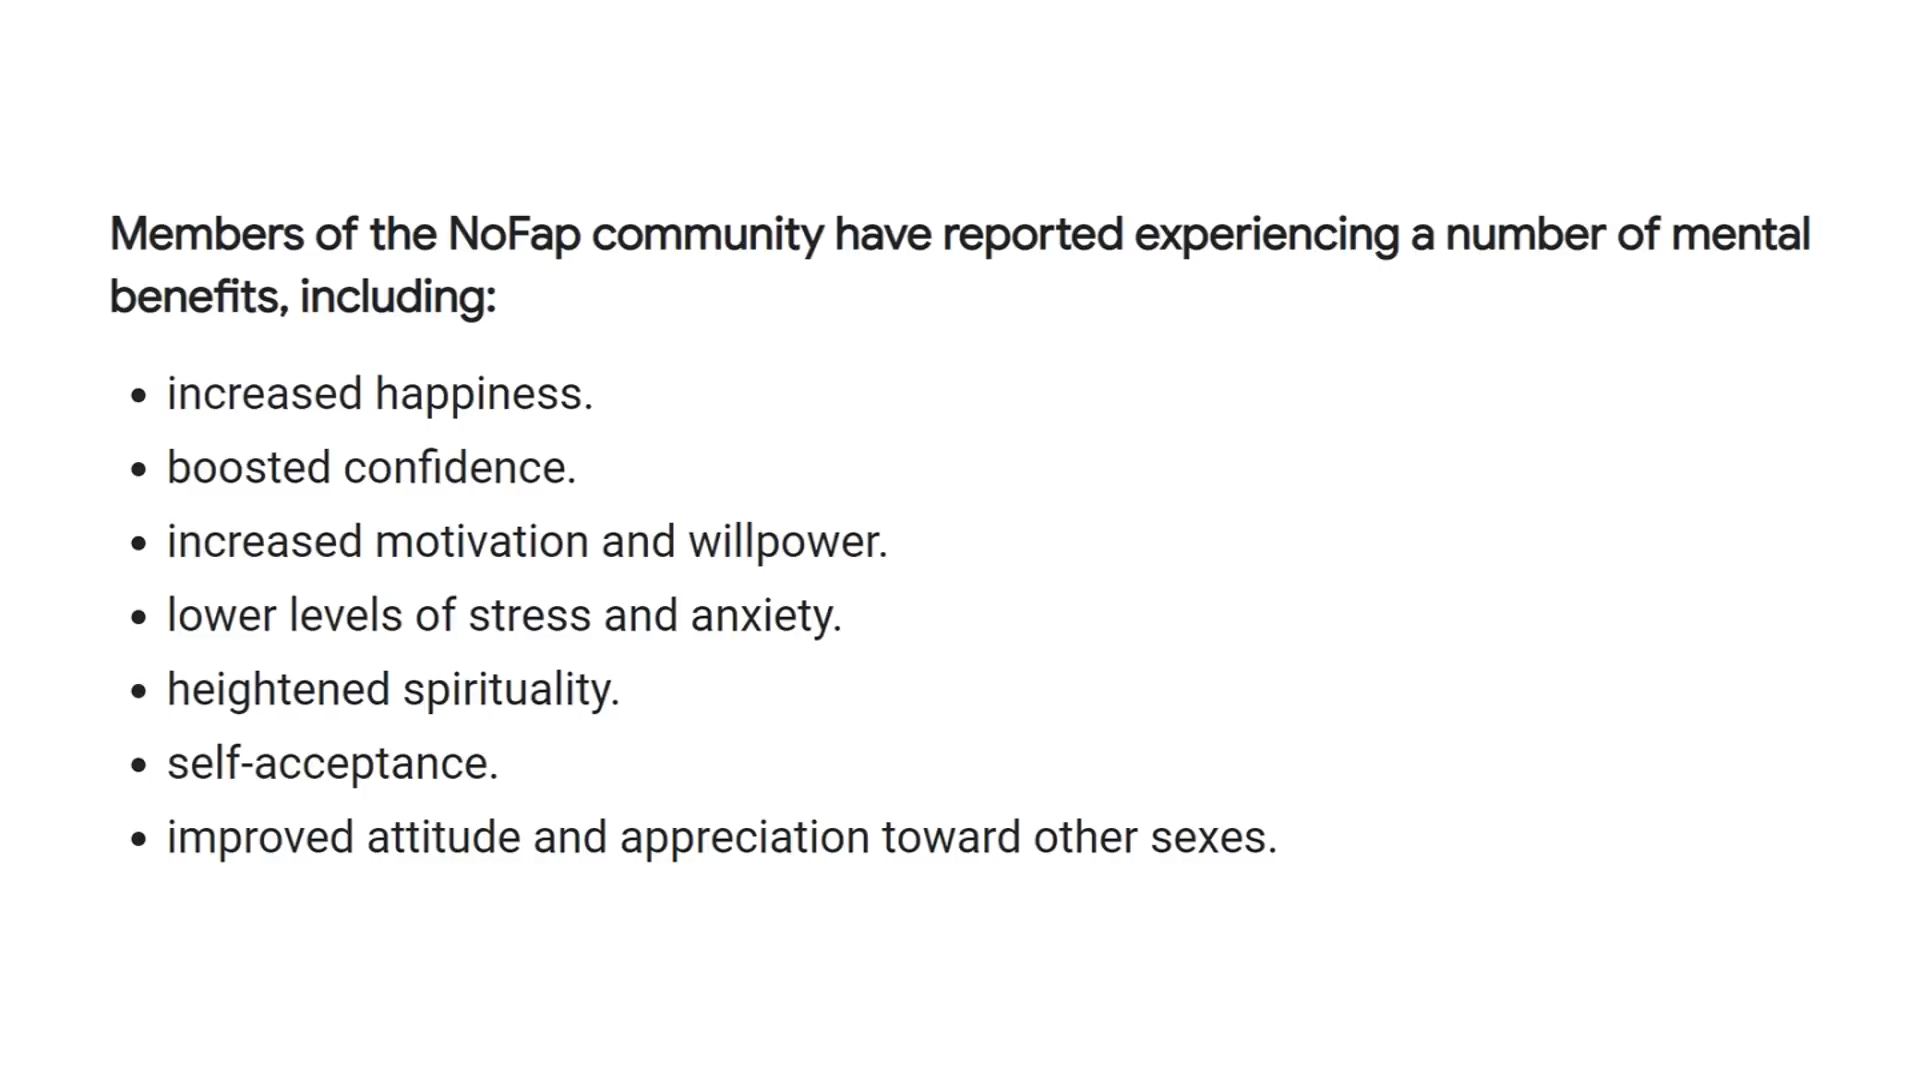 Members of the NoFap community have reported experiencing a number of mental
benefits, including:
• increased happiness.
• boosted confidence.
• increased motivation and willpower.
• lower levels of stress and anxiety.
• heightened spirituality.
• self-acceptance.
• improved attitude and appreciation toward other sexes.